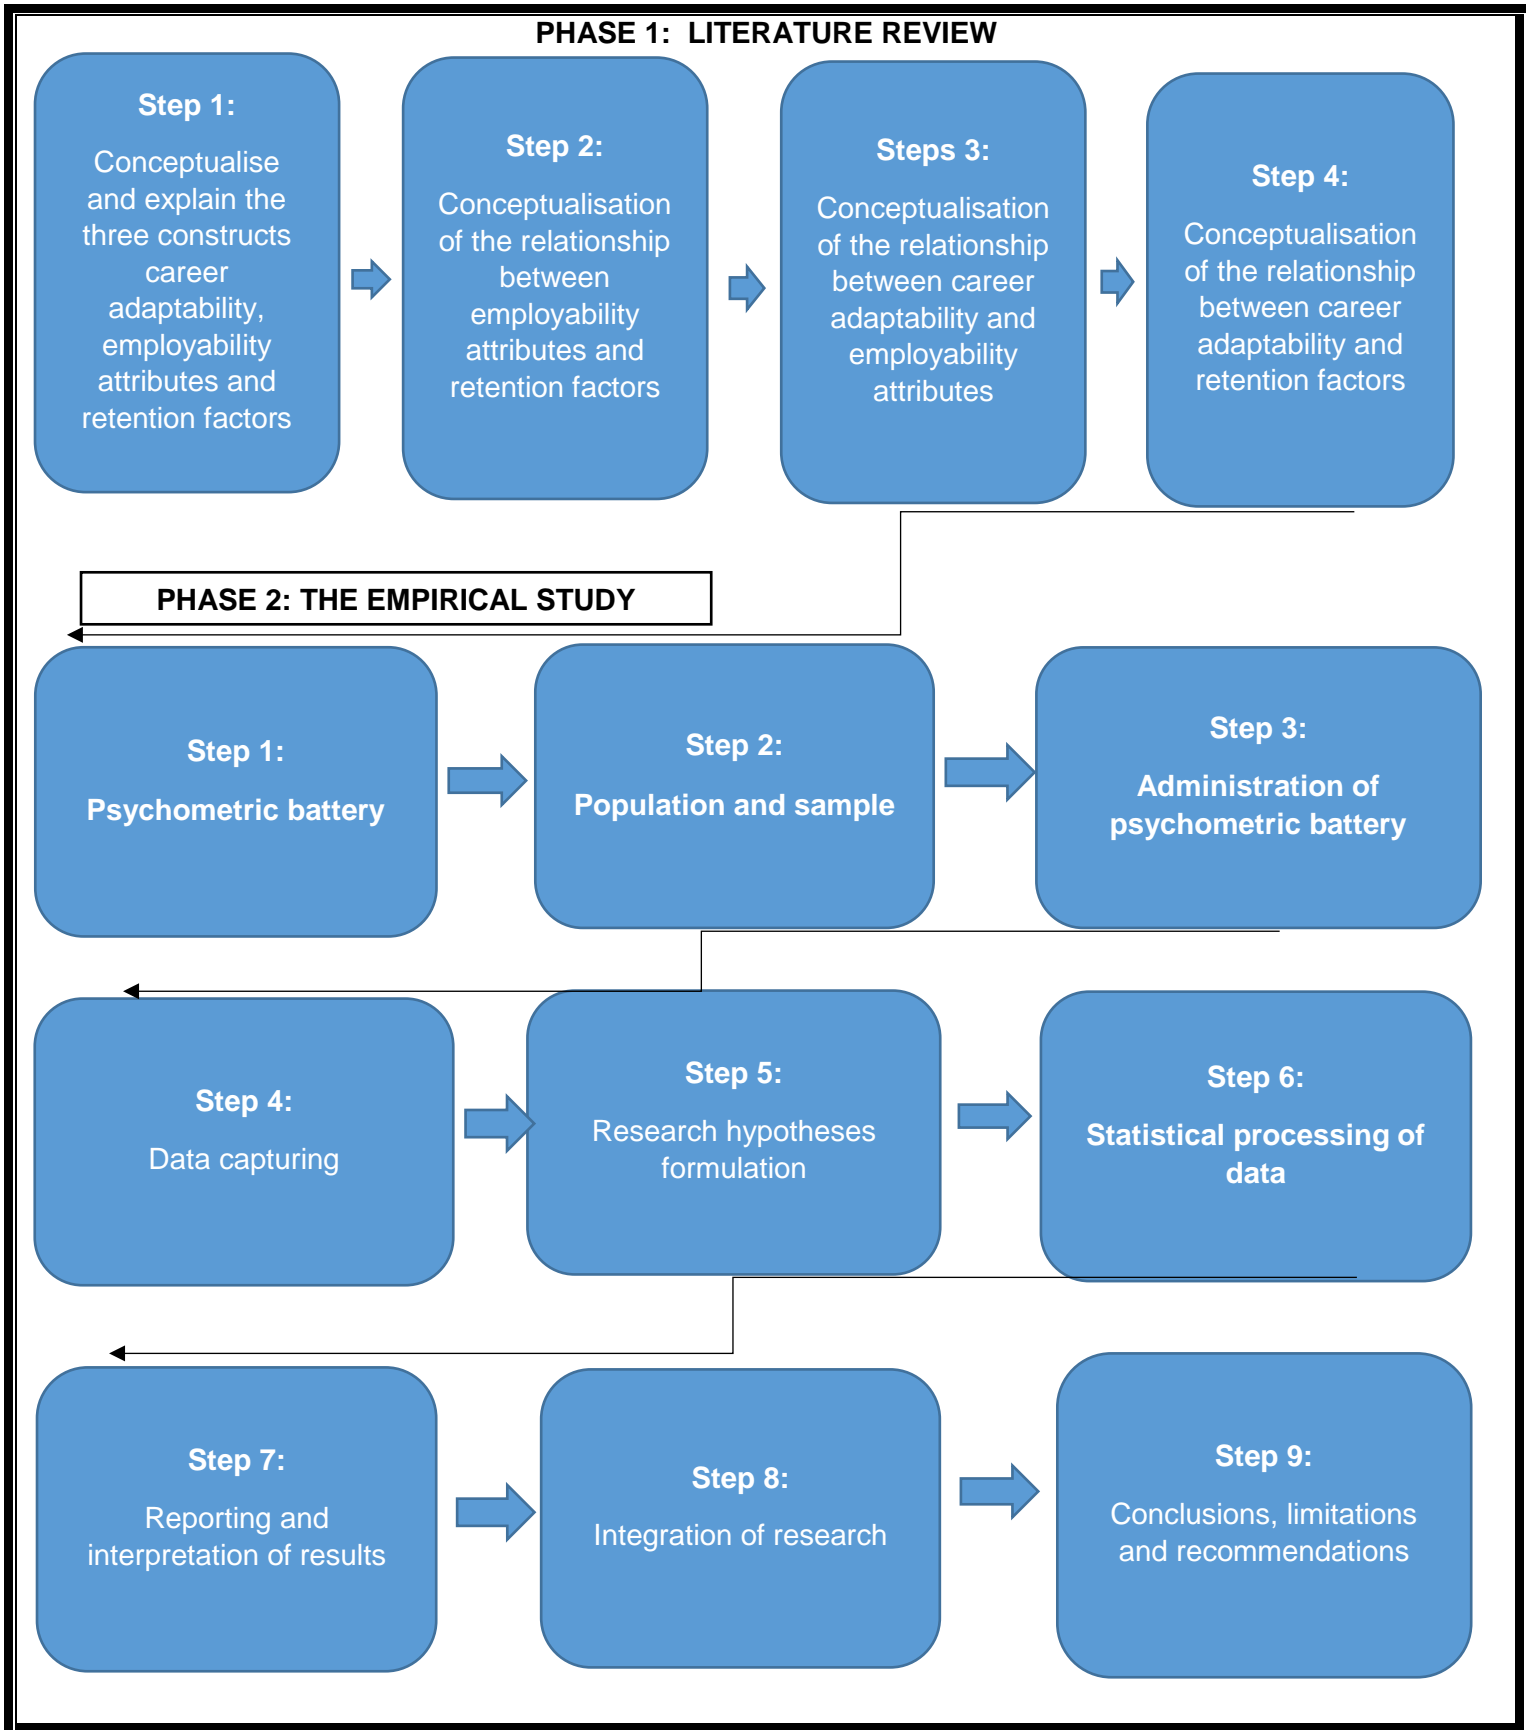 PHASE 1:  LITERATURE REVIEW
Step 1:
Conceptualise
and explain the
three constructs
career
adaptability,
employability
attributes and
retention factors
Step 2:
Conceptualisation
of the relationship
between
employability
attributes and
retention factors
Steps 3:
Conceptualisation
of the relationship
between career
adaptability and
employability
attributes
Step 4:
Conceptualisation
of the relationship
between career
adaptability and
retention factors
PHASE 2: THE EMPIRICAL STUDY
Step 1:
Psychometric battery
Step 2:
Population and sample
Step 3:
Administration of
psychometric battery
Step 4:
Data capturing
Step 5:
Research hypotheses
formulation
Step 6:
Statistical processing of
data
Step 7:
Reporting and
interpretation of results
Step 8:
Integration of research
Step 9:
Conclusions, limitations
and recommendations